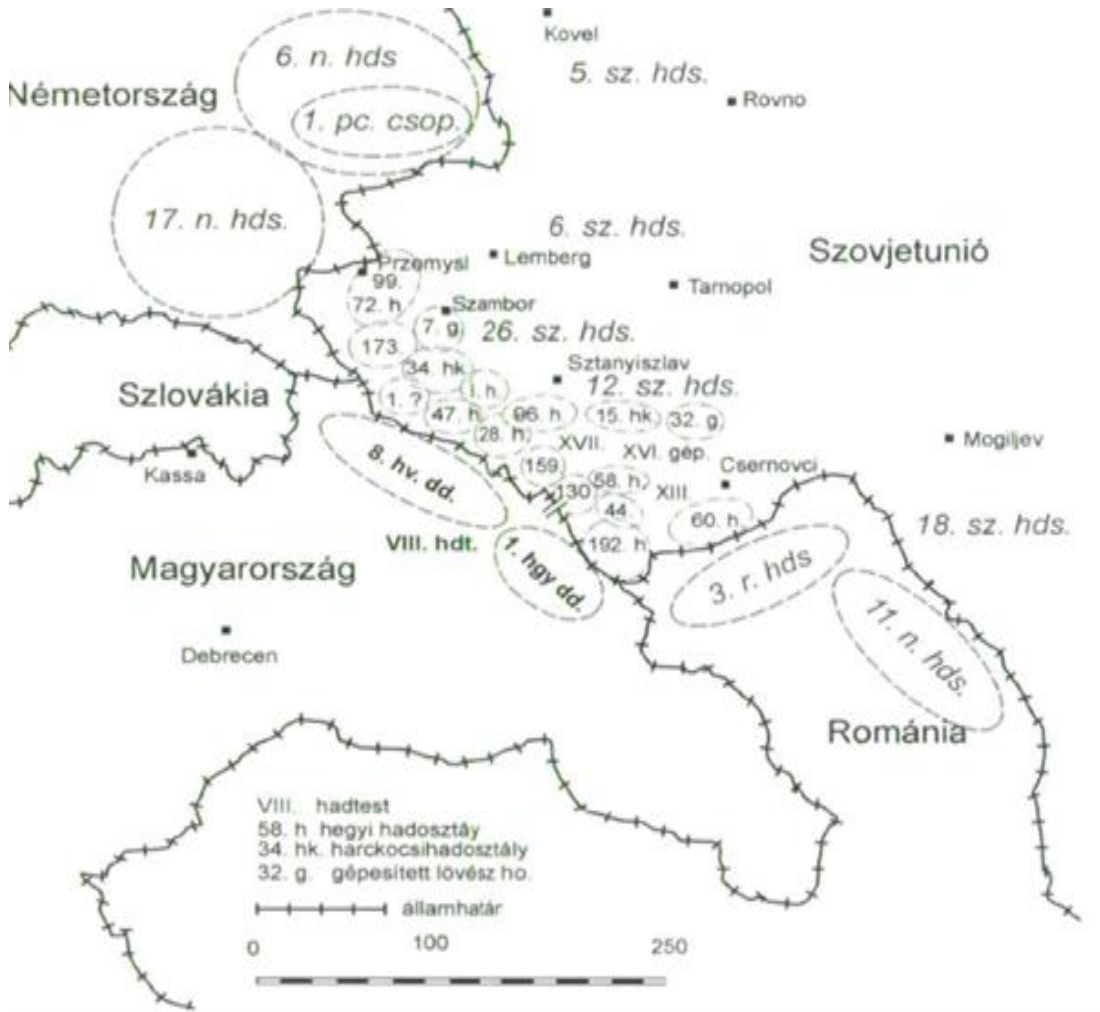 Kovel
6. n. hds
5. sz. hds.
Németország
Rovno
1. pc. csop.
17. n. hds.
6. sz. hds.
Szovjetunió
Przemysl
Lemberg
99.
Tarnopol
72. h
Szambor
7. g
26. sz. hds.
173
34. hk
Sztanyiszlav
Szlovákia
1. ?
I. h.
12. sz. hds.
47. h.
96. h.
15. hk
32. g.
28. h
XVII.
XVI. gép.
Mogiljev
Kassa
8. hv. dd.
159
58. h.
Csernovci
130
XIII.
44
60. h.
18. sz. hds.
VIII. hdt.
192. h
Magyarország
1. hgy dd.
3. r. hds
11. n. hds.
Debrecen
Románia
VIII. hadtest
58. h hegyi hadosztáy
34. hk. harckocsihadosztály
32. g. gépesített lövész ho.
államhatár
0 100 250